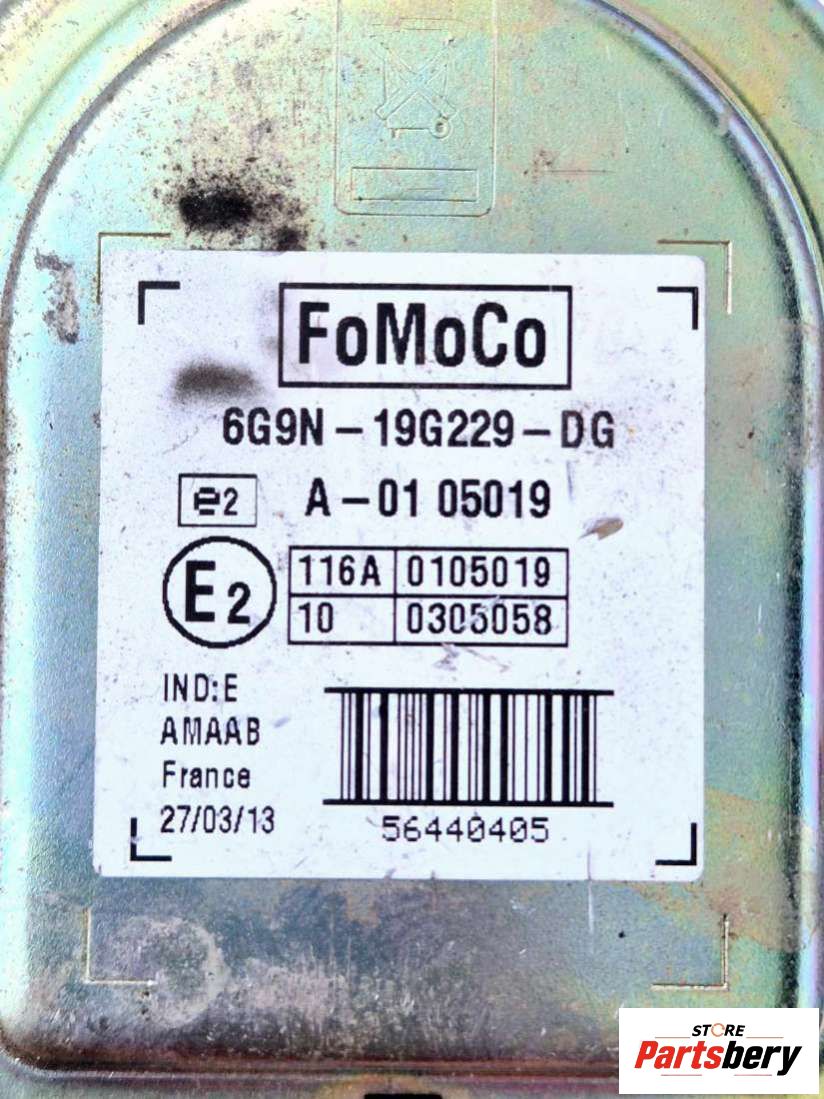 FoMoCo
6G9N-19G229-DG
e2 A-01 05019
E2 116A 0105019
10 0305058
IND:E
AMAAB
France
27/03/13
56440405
STORE
Partsbery